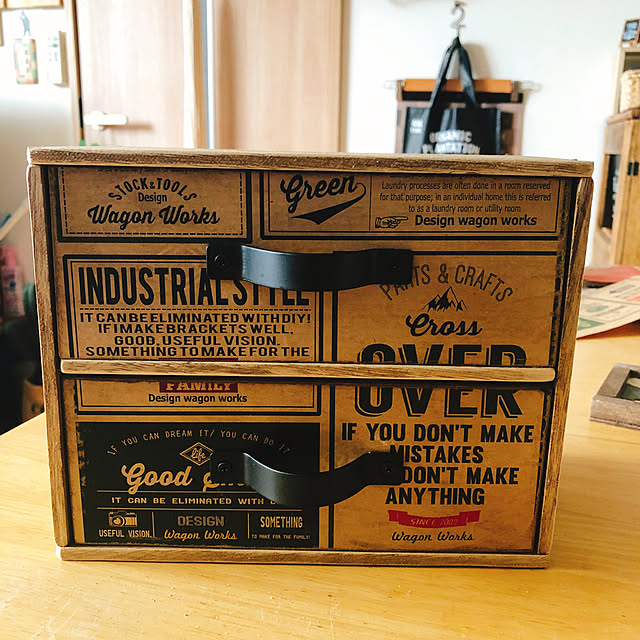 STOCK & TOOLS
Design
Wagon Works
Green
Laundry processes are often done in a room reserved
for that purpose; in an individual home this is referred
to as a laundry room or utility room
Design wagon works
INDUSTRIAL STYLE
IT CAN BE ELIMINATED WITH DIY!
IF I MAKE BRACKETS WELL,
GOOD, USEFUL VISION.
SOMETHING TO MAKE FOR THE
PARTS & CRAFTS
Cross
OVER
FAMILY
Design wagon works
IF YOU CAN DREAM IT/ YOU CAN DO IT
life
Good
IT CAN BE ELIMINATED WITH
USEFUL VISION.
DESIGN
Wagon Works
SOMETHING
TO MAKE FOR THE FAMILY!
OVER
IF YOU DON'T MAKE
MISTAKES
DON'T MAKE
ANYTHING
SINCE 2002
Wagon Works
ORGANIC